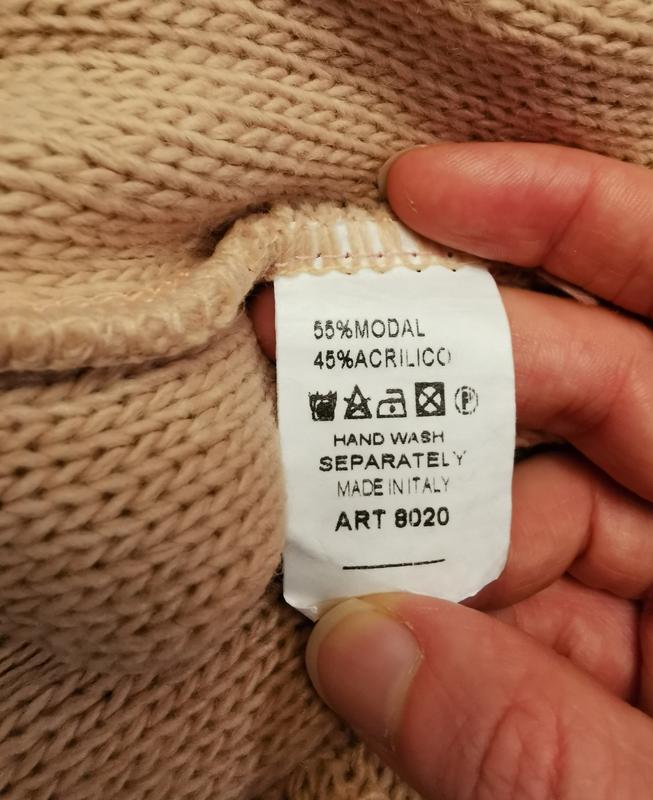 55%MODAL
45%ACRILICO
P
HAND WASH
SEPARATELY
MADE IN ITALY
ART 8020